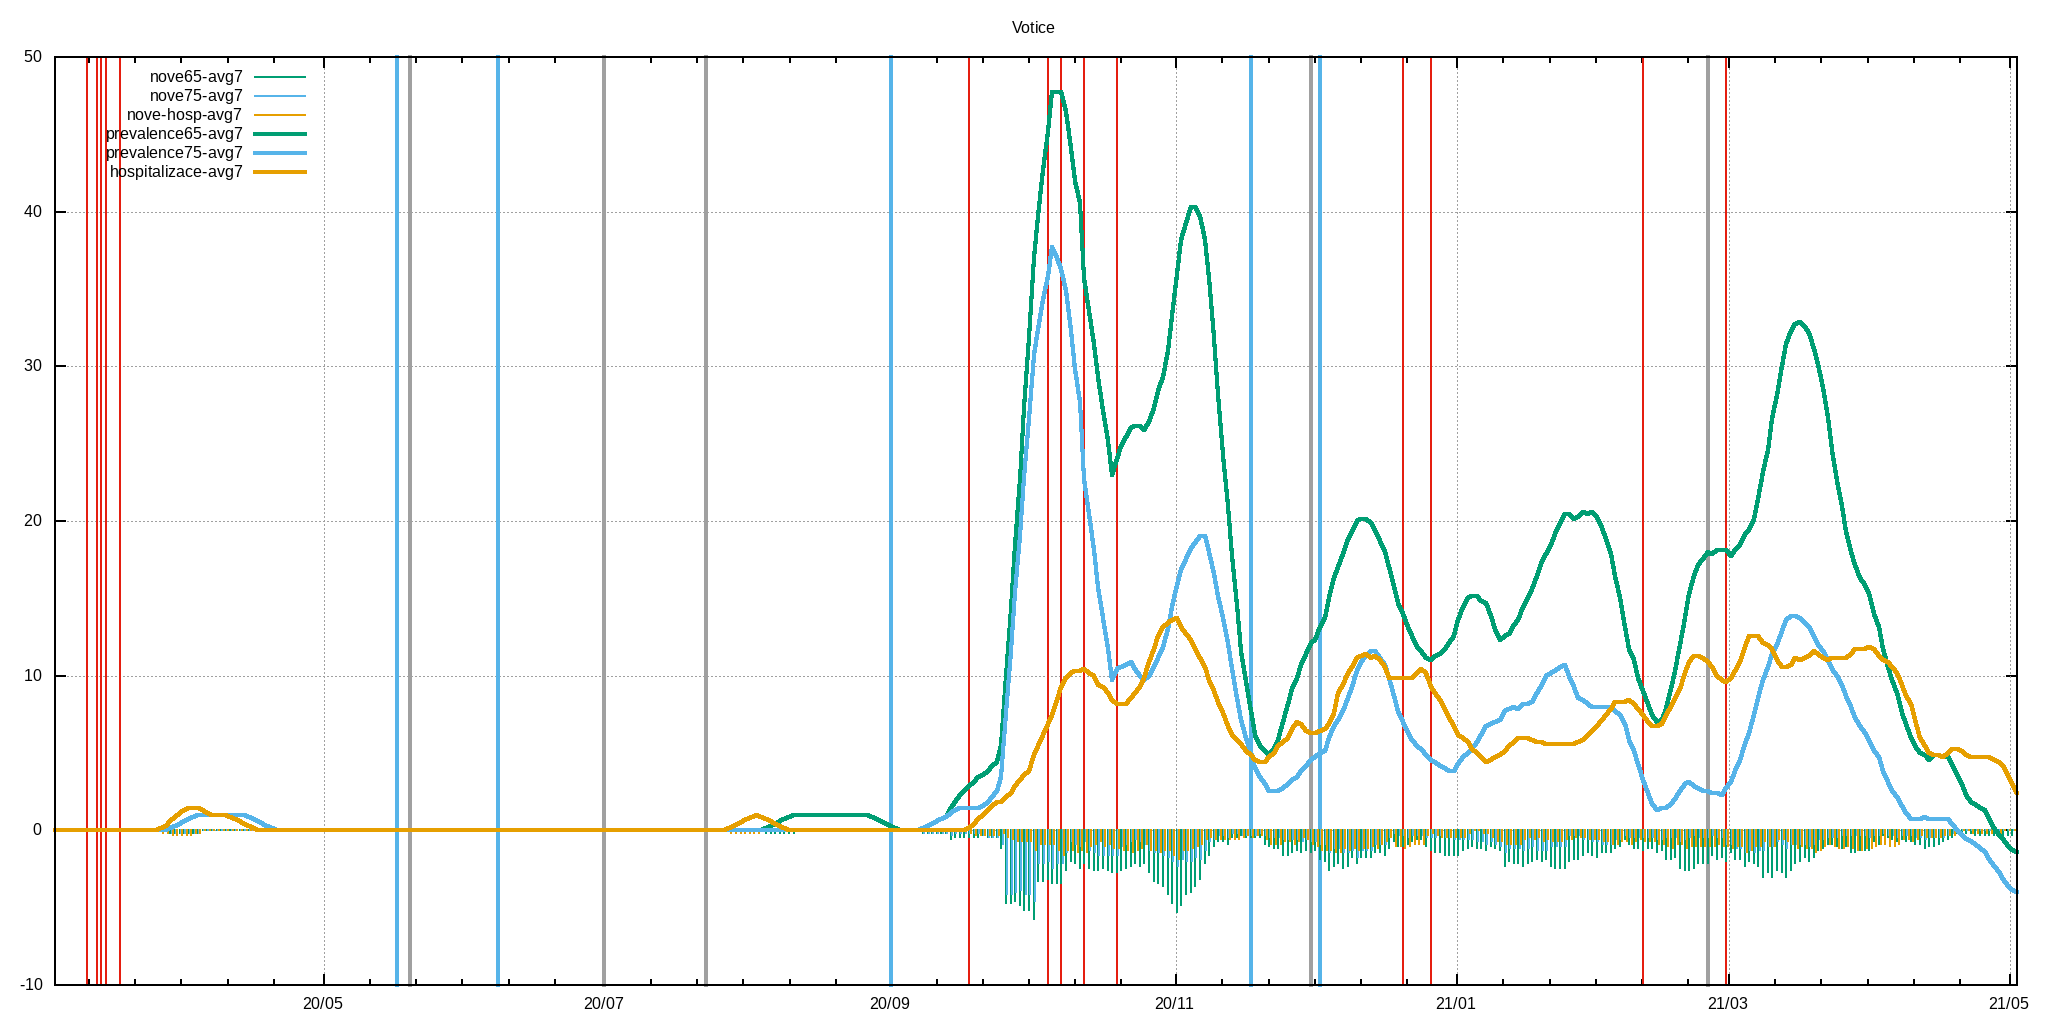 Votice
50
nove65-avg7
nove75-avg7
nove-hosp-avg7
prevalence65-avg7
prevalence75-avg7
hospitalizace-avg7
40
30
20
10
0
-10
20/05 20/07 20/09 20/11 21/01 21/03 21/05